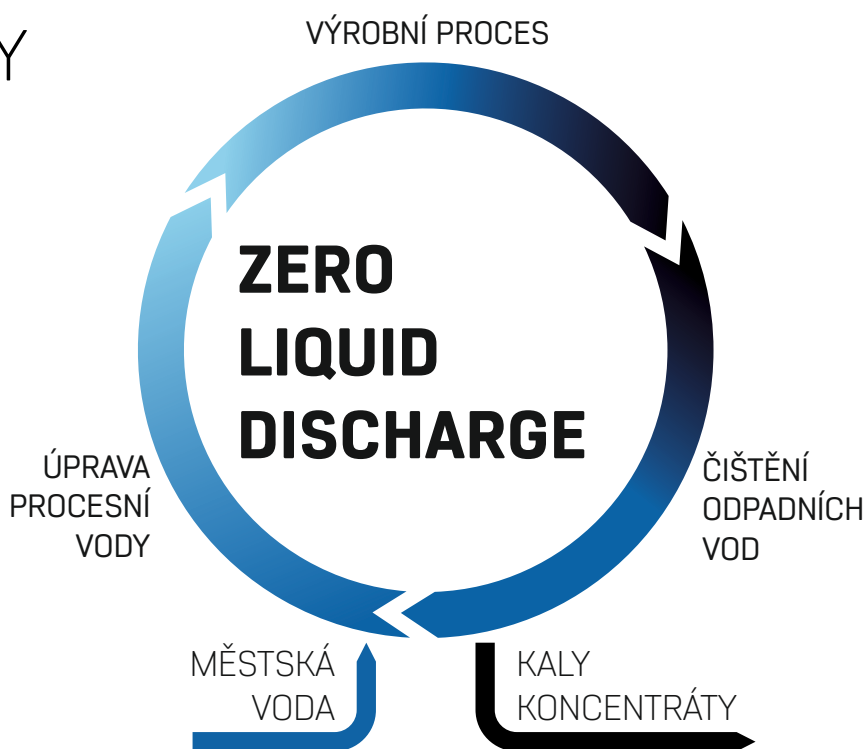 Y
VÝROBNÍ PROCES
ZERO
LIQUID
DISCHARGE
ÚPRAVA
PROCESNÍ
VODY
ČIŠTĚNÍ
ODPADNÍCH
VOD
MĚSTSKÁ
VODA
KALY
KONCENTRÁTY